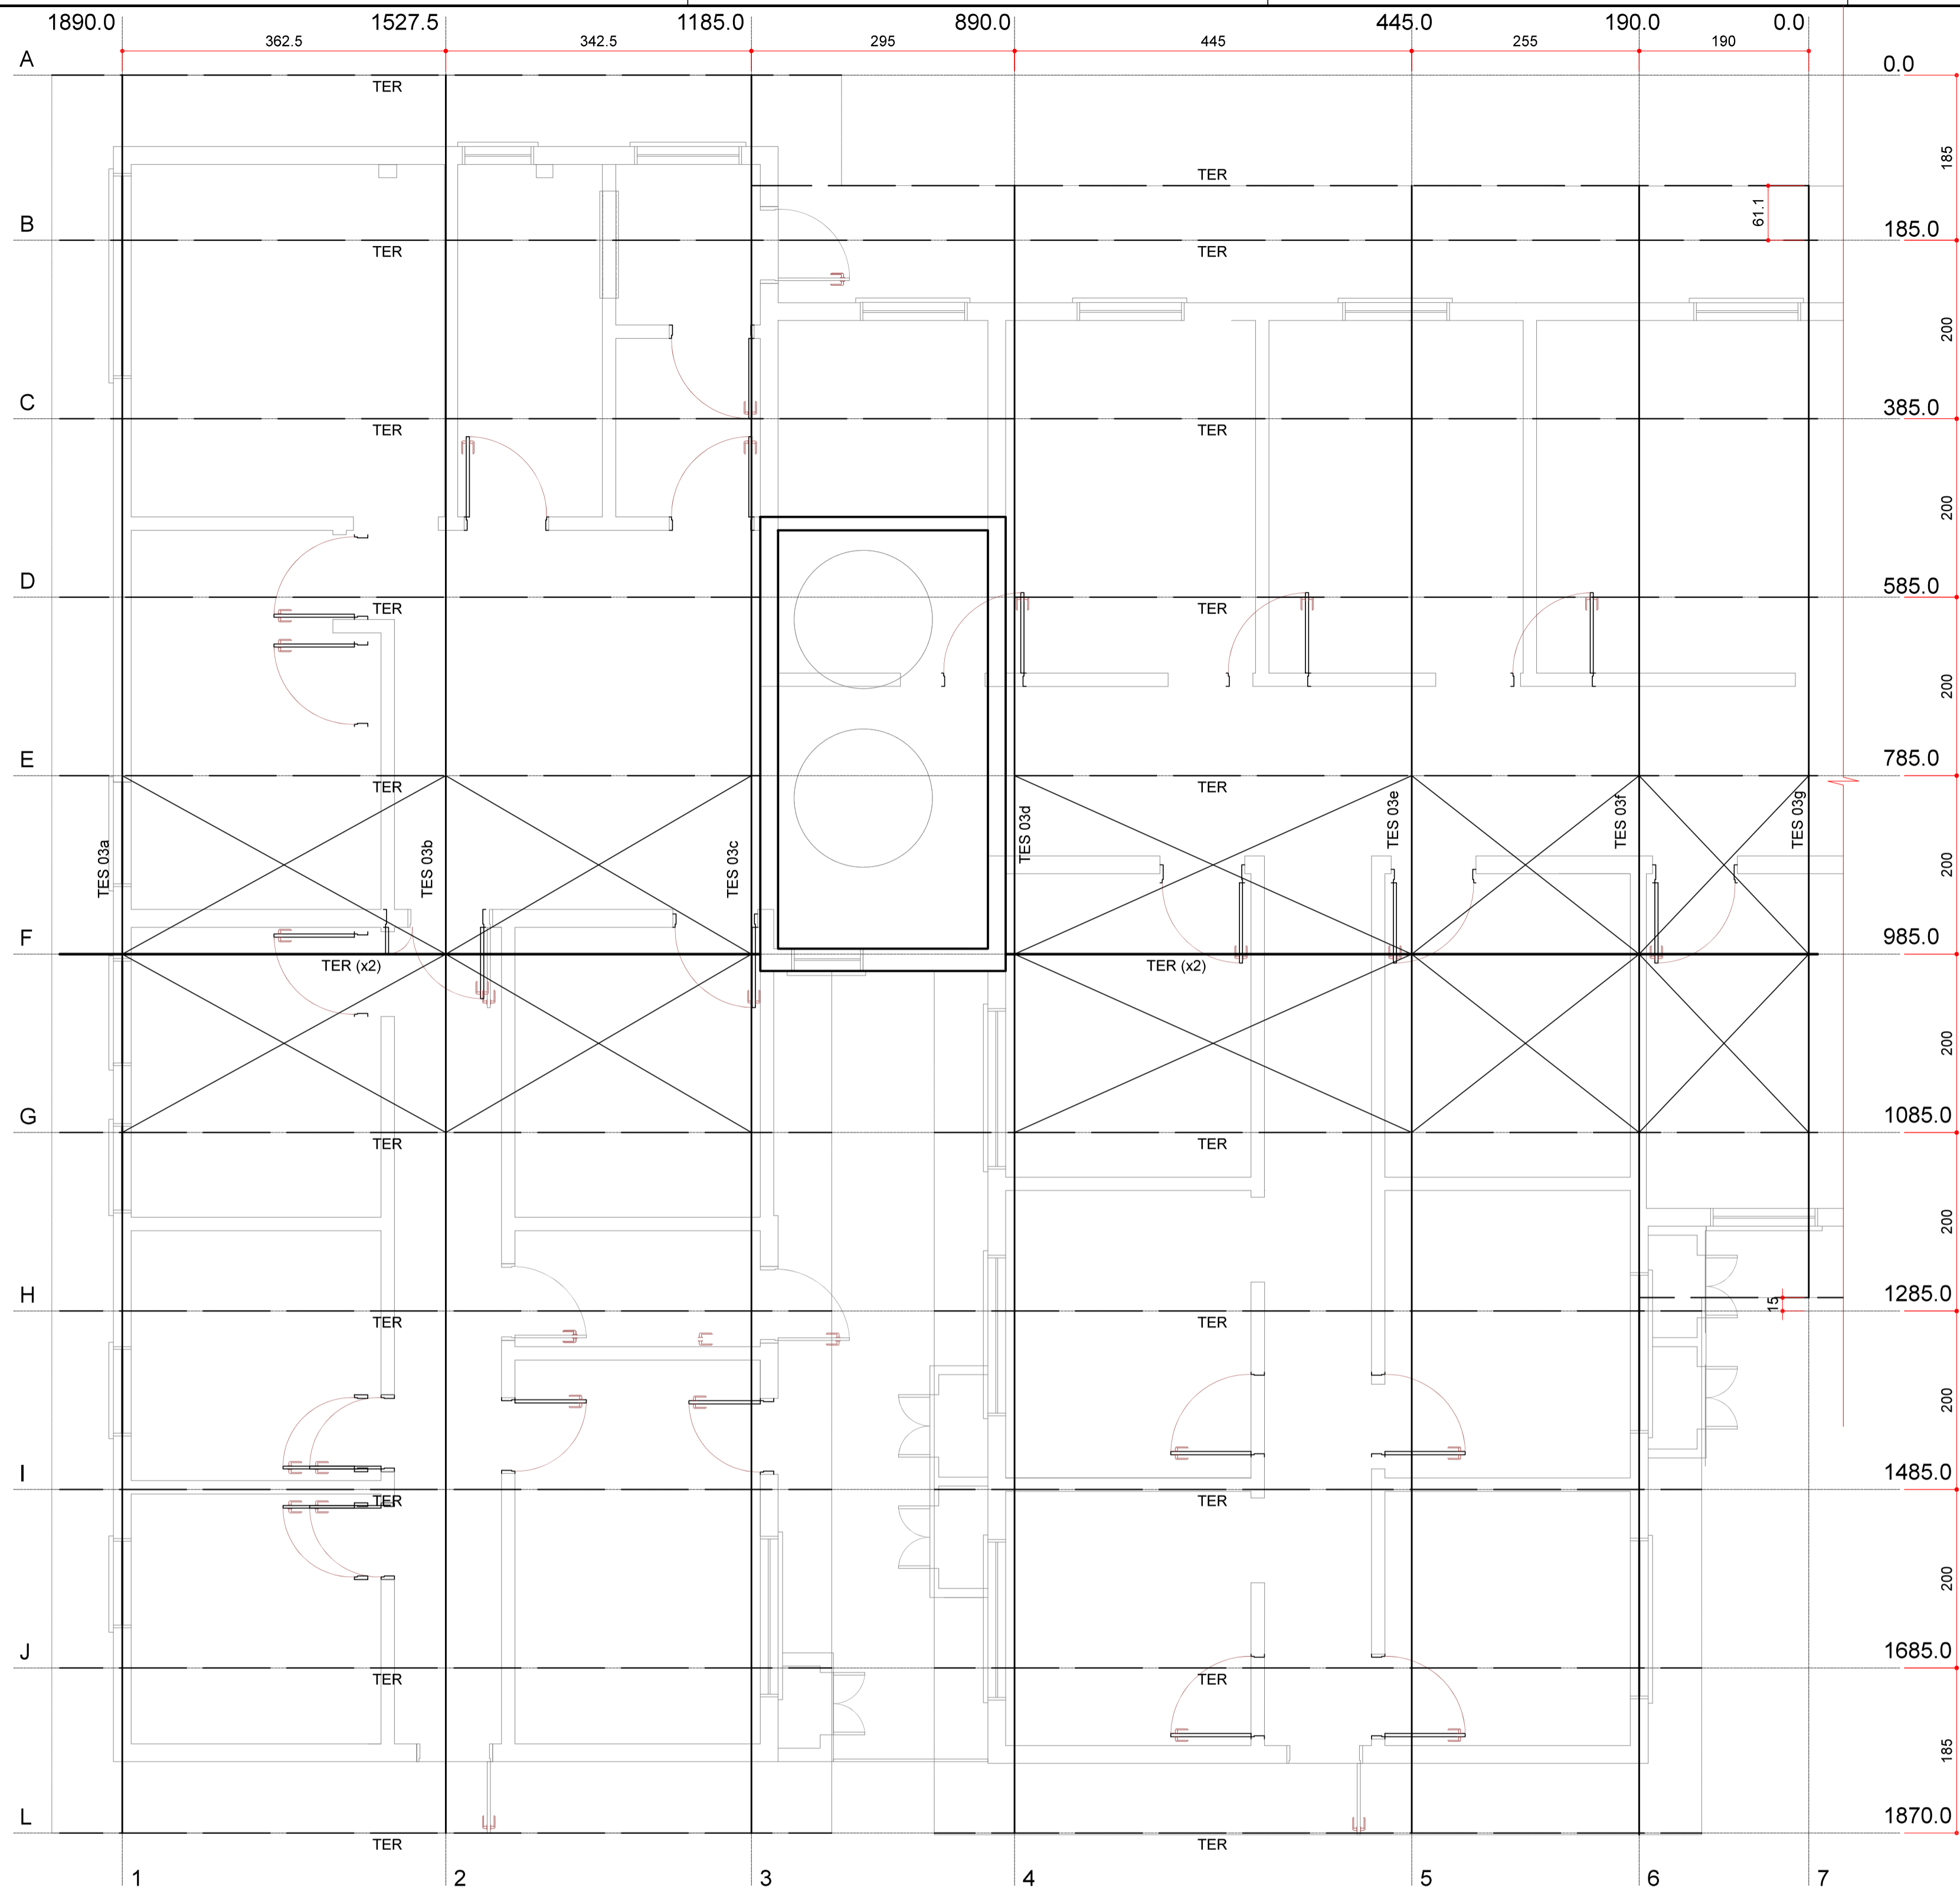 1890.0 1527.5 1185.0 890.0 445.0 190.0 0.0
362.5 342.5 295 445 255 190
A 0.0
TER
185
TER
61.1
B 185.0
TER TER
200
C 385.0
TER TER
200
D 585.0
TER TER
200
E 785.0
TER TER
TES 03a TES 03b TES 03c TES 03d TES 03e TES 03f TES 03g
200
F 985.0
TER (x2) TER (x2)
200
G 1085.0
TER TER
200
H 1285.0
15
TER TER
200
I 1485.0
TER TER
200
J 1685.0
TER TER
185
L 1870.0
TER TER
1 2 3 4 5 6 7